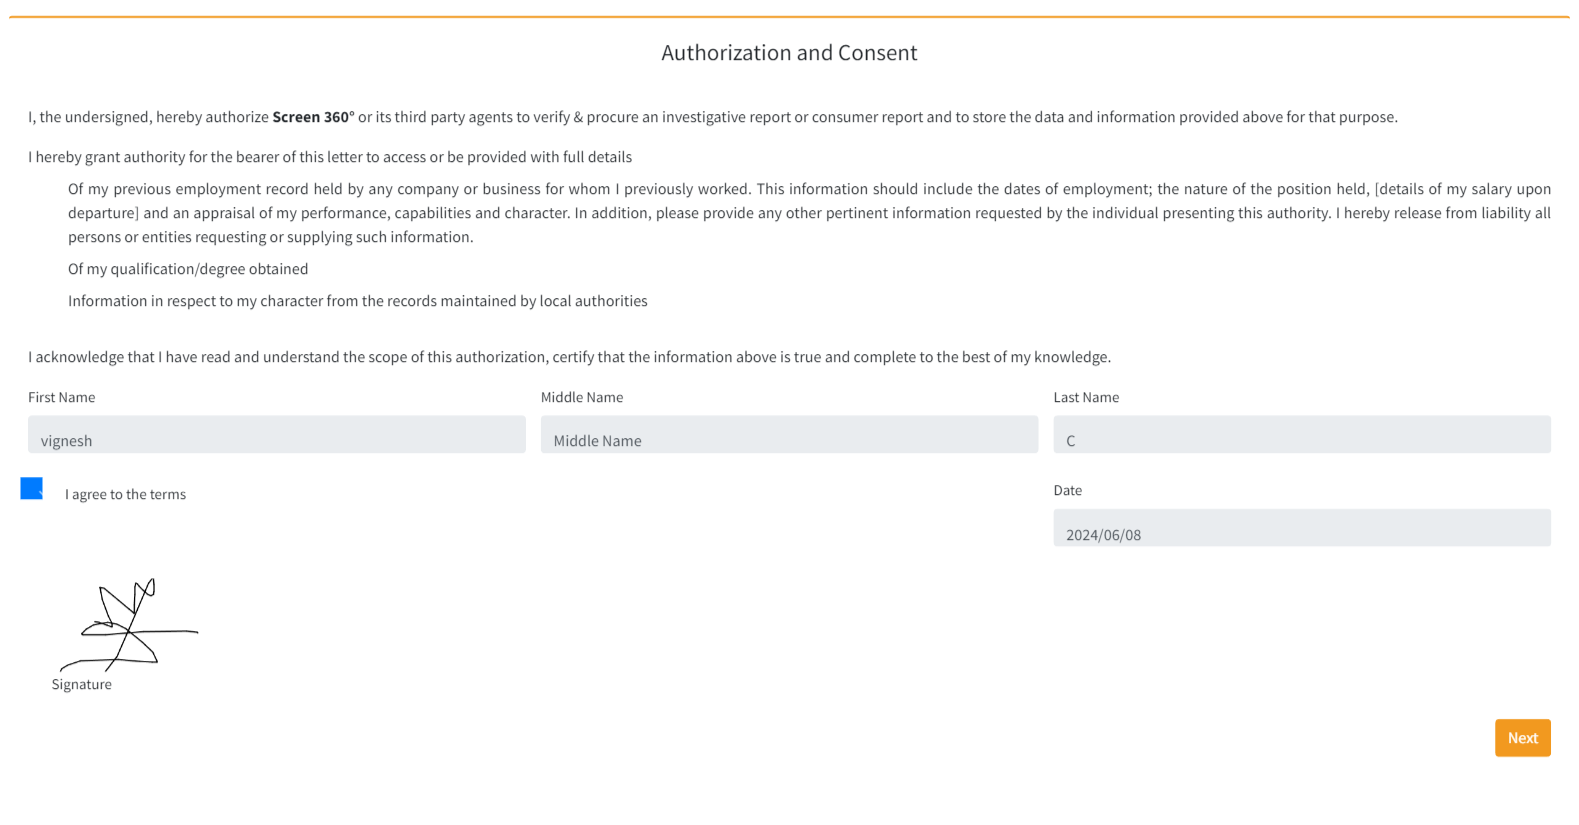 Authorization and Consent
I, the undersigned, hereby authorize Screen 360° or its third party agents to verify & procure an investigative report or consumer report and to store the data and information provided above for that purpose.
I hereby grant authority for the bearer of this letter to access or be provided with full details
Of my previous employment record held by any company or business for whom I previously worked. This information should include the dates of employment; the nature of the position held, [details of my salary upon
departure] and an appraisal of my performance, capabilities and character. In addition, please provide any other pertinent information requested by the individual presenting this authority. I hereby release from liability all
persons or entities requesting or supplying such information.
Of my qualification/degree obtained
Information in respect to my character from the records maintained by local authorities
I acknowledge that I have read and understand the scope of this authorization, certify that the information above is true and complete to the best of my knowledge.
First Name Middle Name Last Name
vignesh Middle Name C
I agree to the terms
Date
2024/06/08
Signature
Next